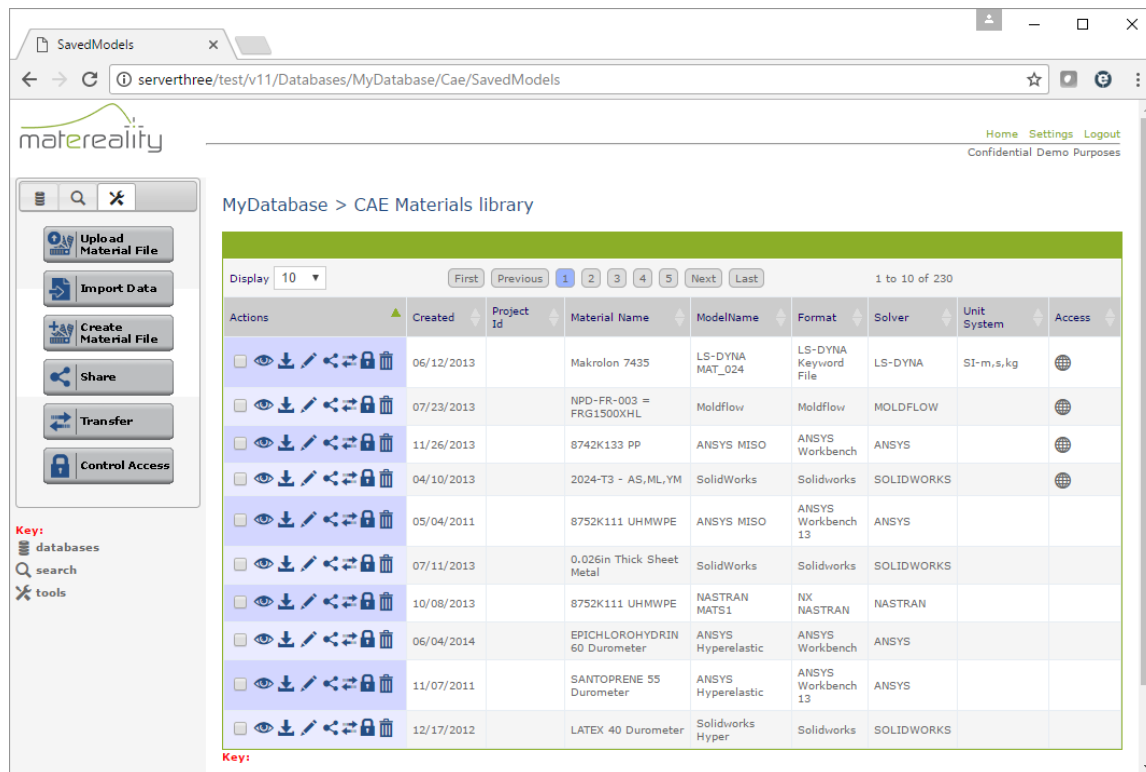 SavedModels
serverthree/test/v11/Databases/MyDatabase/Cae/SavedModels
matereality
Home Settings Logout
Confidential Demo Purposes
MyDatabase > CAE Materials library
Upload
Material File
Import Data
Create
Material File
Share
Transfer
Control Access
Key:
databases
search
tools
Display 10 First Previous 1 2 3 4 5 Next Last 1 to 10 of 230
Actions Created Project Id Material Name ModelName Format Solver Unit System Access
06/12/2013 Makrolon 7435 LS-DYNA MAT_024 LS-DYNA Keyword File LS-DYNA SI-m,s,kg
07/23/2013 NPD-FR-003 = FRG1500XHL Moldflow Moldflow MOLDFLOW
11/26/2013 8742K133 PP ANSYS MISO ANSYS Workbench ANSYS
04/10/2013 2024-T3 - AS,ML,YM SolidWorks Solidworks SOLIDWORKS
05/04/2011 8752K111 UHMWPE ANSYS MISO ANSYS Workbench 13 ANSYS
07/11/2013 0.026in Thick Sheet Metal SolidWorks Solidworks SOLIDWORKS
10/08/2013 8752K111 UHMWPE NASTRAN MATS1 NX NASTRAN NASTRAN
06/04/2014 EPICHLOROHYDRIN 60 Durometer ANSYS Hyperelastic ANSYS Workbench ANSYS
11/07/2011 SANTOPRENE 55 Durometer ANSYS Hyperelastic ANSYS Workbench 13 ANSYS
12/17/2012 LATEX 40 Durometer Solidworks Hyper Solidworks SOLIDWORKS
Key: